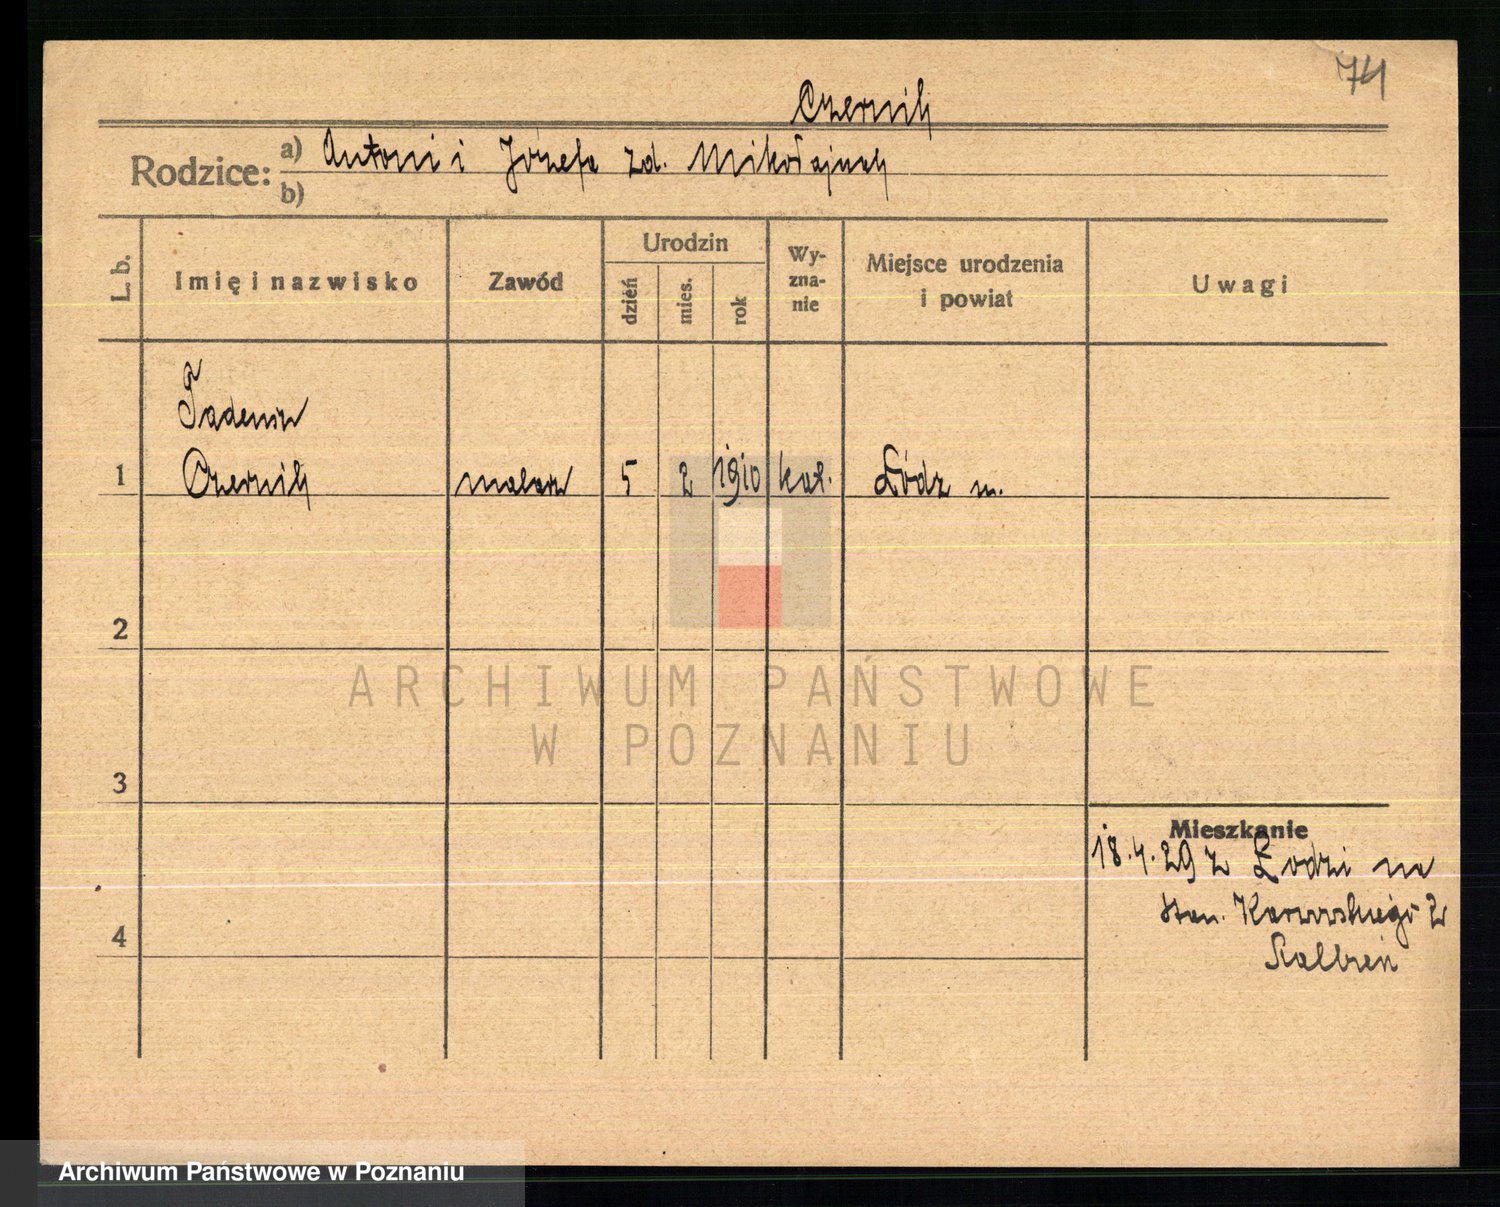 74
Czernik
Rodzice: a) Antoni i Józefa zd. Mikołajczyk
b)
L. b.
Imię i nazwisko
Zawód
Urodzin
dzień
mies.
rok
Wy-
zna-
nie
Miejsce urodzenia
i powiat
Uwagi
Tadeusz
1 Czernik malarz 5 2 1910 kat. Łódź m.
2
ARCHIWUM PAŃSTWOWE
W POZNANIU
3
Mieszkanie
18.4.29 z Łodzi na
4
Archiwum Państwowe w Poznaniu